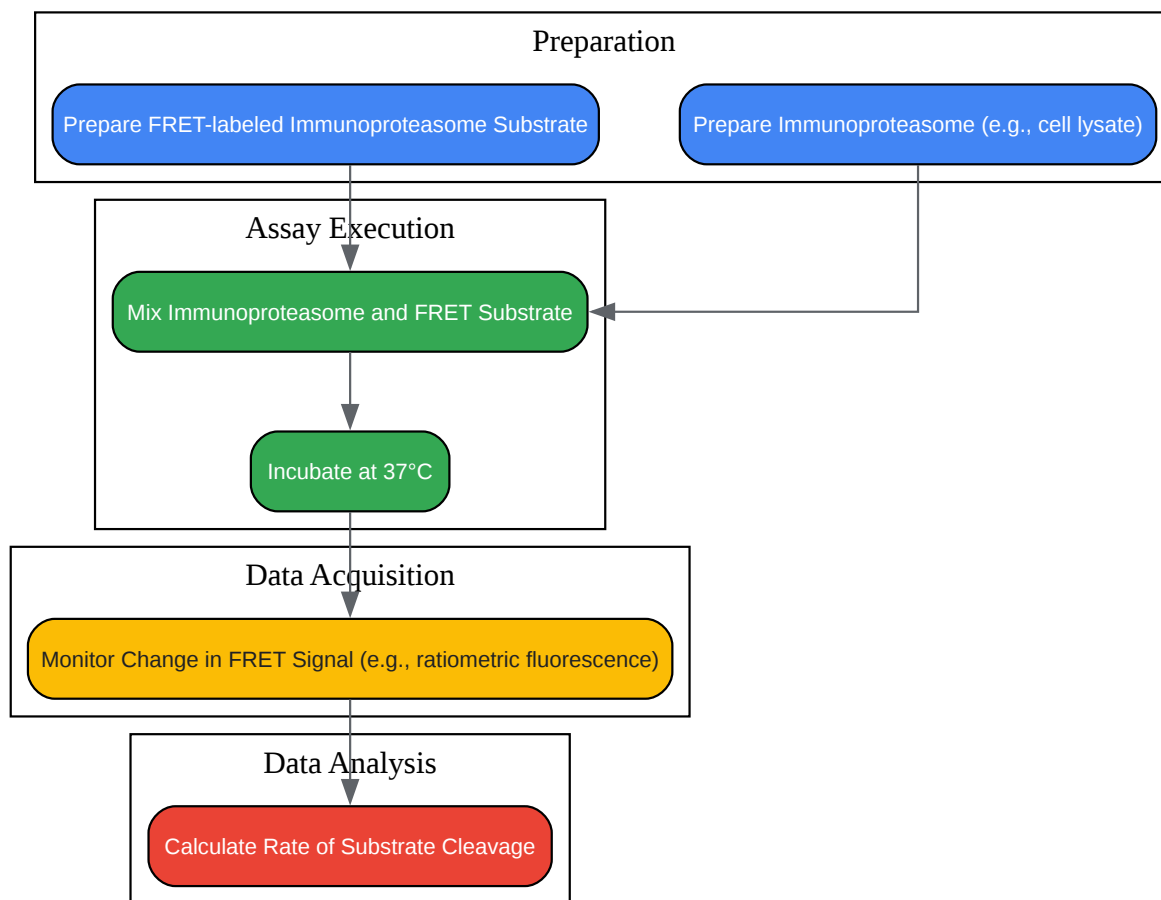 Preparation
Prepare FRET-labeled Immunoproteasome Substrate
Prepare Immunoproteasome (e.g., cell lysate)
Assay Execution
Mix Immunoproteasome and FRET Substrate
Incubate at 37°C
Data Acquisition
Monitor Change in FRET Signal (e.g., ratiometric fluorescence)
Data Analysis
Calculate Rate of Substrate Cleavage